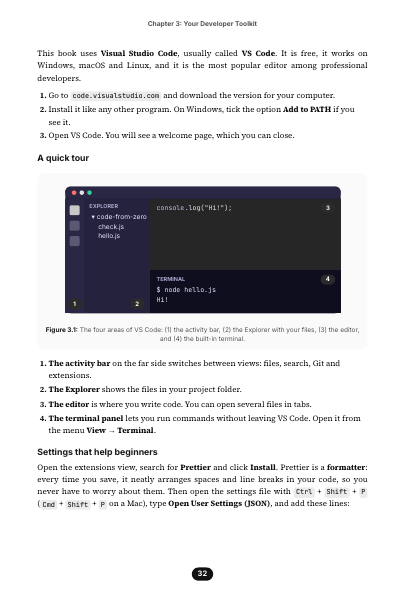 Chapter 3: Your Developer Toolkit
This book uses Visual Studio Code, usually called VS Code. It is free, it works on
Windows, macOS and Linux, and it is the most popular editor among professional
developers.
1. Go to code.visualstudio.com and download the version for your computer.
2. Install it like any other program. On Windows, tick the option Add to PATH if you
see it.
3. Open VS Code. You will see a welcome page, which you can close.
A quick tour
EXPLORER
▾ code-from-zero
check.js
hello.js
1
2
console.log("Hi!");
3
TERMINAL
4
$ node hello.js
Hi!
Figure 3.1: The four areas of VS Code: (1) the activity bar, (2) the Explorer with your files, (3) the editor,
and (4) the built-in terminal.
1. The activity bar on the far side switches between views: files, search, Git and
extensions.
2. The Explorer shows the files in your project folder.
3. The editor is where you write code. You can open several files in tabs.
4. The terminal panel lets you run commands without leaving VS Code. Open it from
the menu View → Terminal.
Settings that help beginners
Open the extensions view, search for Prettier and click Install. Prettier is a formatter:
every time you save, it neatly arranges spaces and line breaks in your code, so you
never have to worry about them. Then open the settings file with Ctrl + Shift + P
(Cmd + Shift + P on a Mac), type Open User Settings (JSON), and add these lines:
32